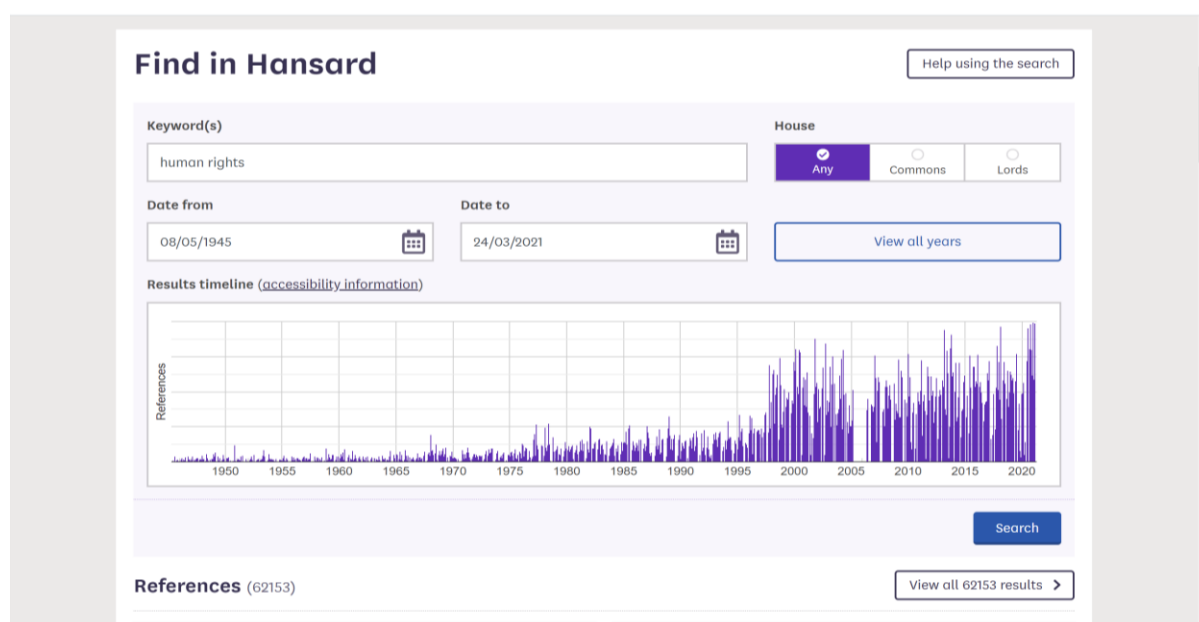 Find in Hansard
Help using the search
Keyword(s)
House
human rights
Any
Commons
Lords
Date from
Date to
08/05/1945
24/03/2021
View all years
Results timeline (accessibility information)
References
1950 1955 1960 1965 1970 1975 1980 1985 1990 1995 2000 2005 2010 2015 2020
Search
References (62153)
View all 62153 results